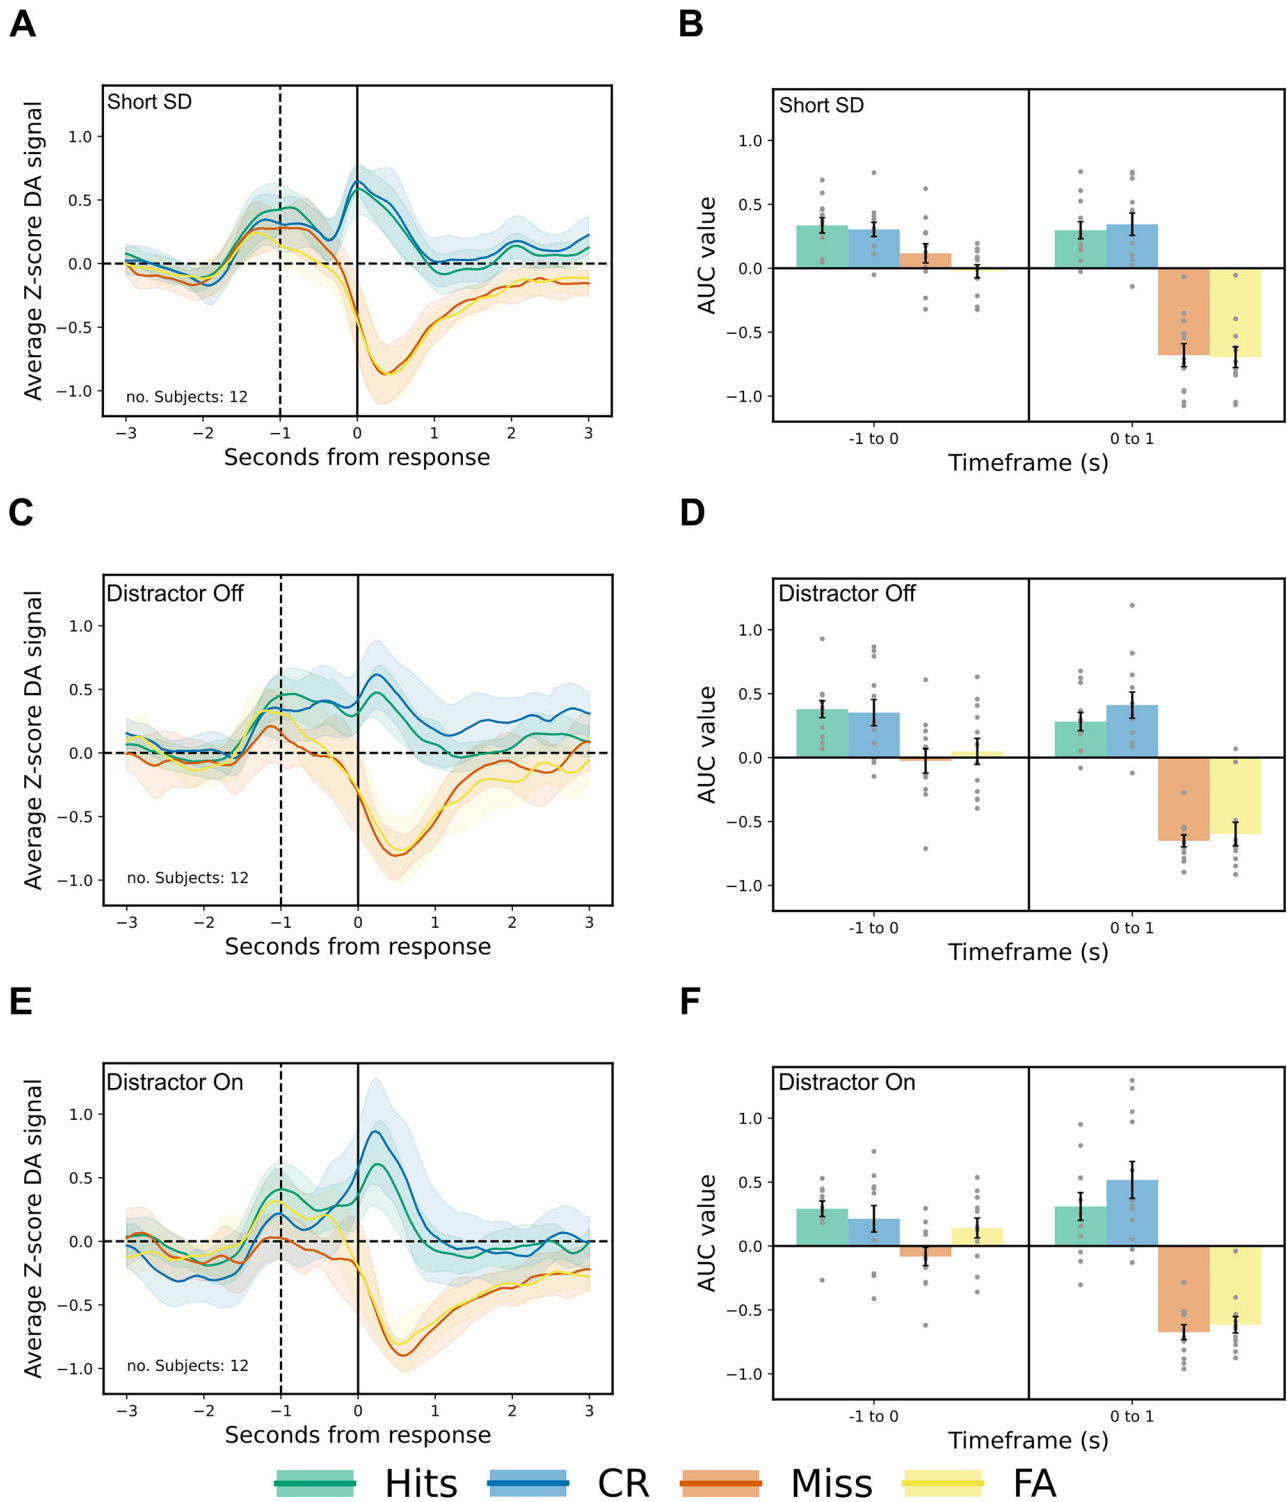 A
Short SD
Average Z-score DA signal
1.0
0.5
0.0
−0.5
−1.0
no. Subjects: 12
−3 −2 −1 0 1 2 3
Seconds from response
B
Short SD
AUC value
1.0
0.5
0.0
−0.5
−1.0
-1 to 0 0 to 1
Timeframe (s)
C
Distractor Off
Average Z-score DA signal
1.0
0.5
0.0
−0.5
−1.0
no. Subjects: 12
−3 −2 −1 0 1 2 3
Seconds from response
D
Distractor Off
AUC value
1.0
0.5
0.0
−0.5
−1.0
-1 to 0 0 to 1
Timeframe (s)
E
Distractor On
Average Z-score DA signal
1.0
0.5
0.0
−0.5
−1.0
no. Subjects: 12
−3 −2 −1 0 1 2 3
Seconds from response
F
Distractor On
AUC value
1.0
0.5
0.0
−0.5
−1.0
-1 to 0 0 to 1
Timeframe (s)
Hits CR Miss FA